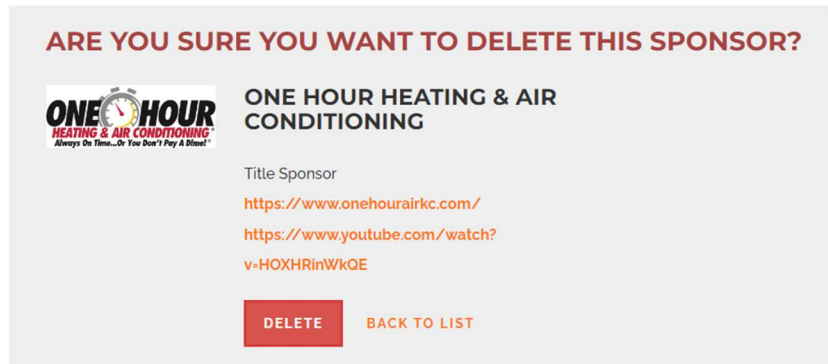 ARE YOU SURE YOU WANT TO DELETE THIS SPONSOR?
ONE HOUR
HEATING & AIR CONDITIONING®
Always On Time...Or You Don't Pay A Dime!®
ONE HOUR HEATING & AIR
CONDITIONING
Title Sponsor
https://www.onehourairkc.com/
https://www.youtube.com/watch?
v=HOXHRinWkQE
DELETE
BACK TO LIST